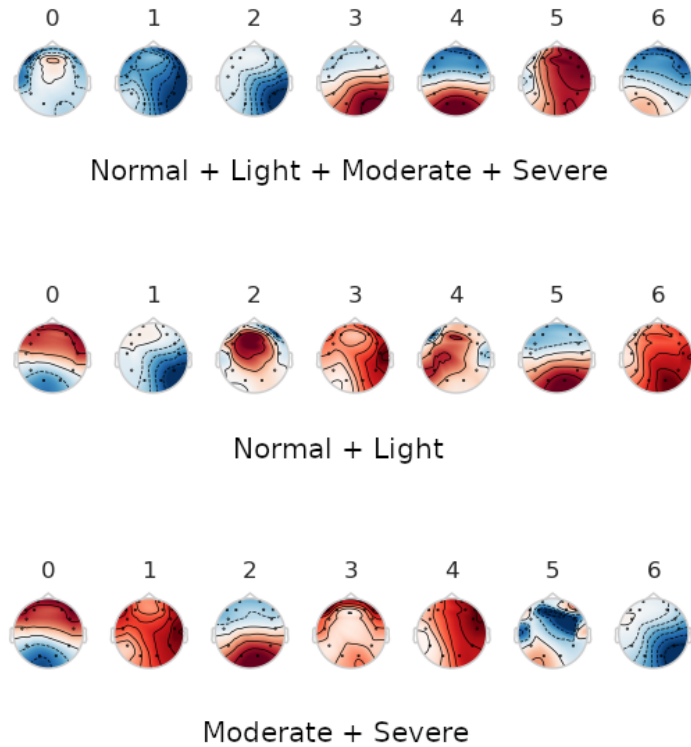 0 1 2 3 4 5 6
Normal + Light + Moderate + Severe
0 1 2 3 4 5 6
Normal + Light
0 1 2 3 4 5 6
Moderate + Severe